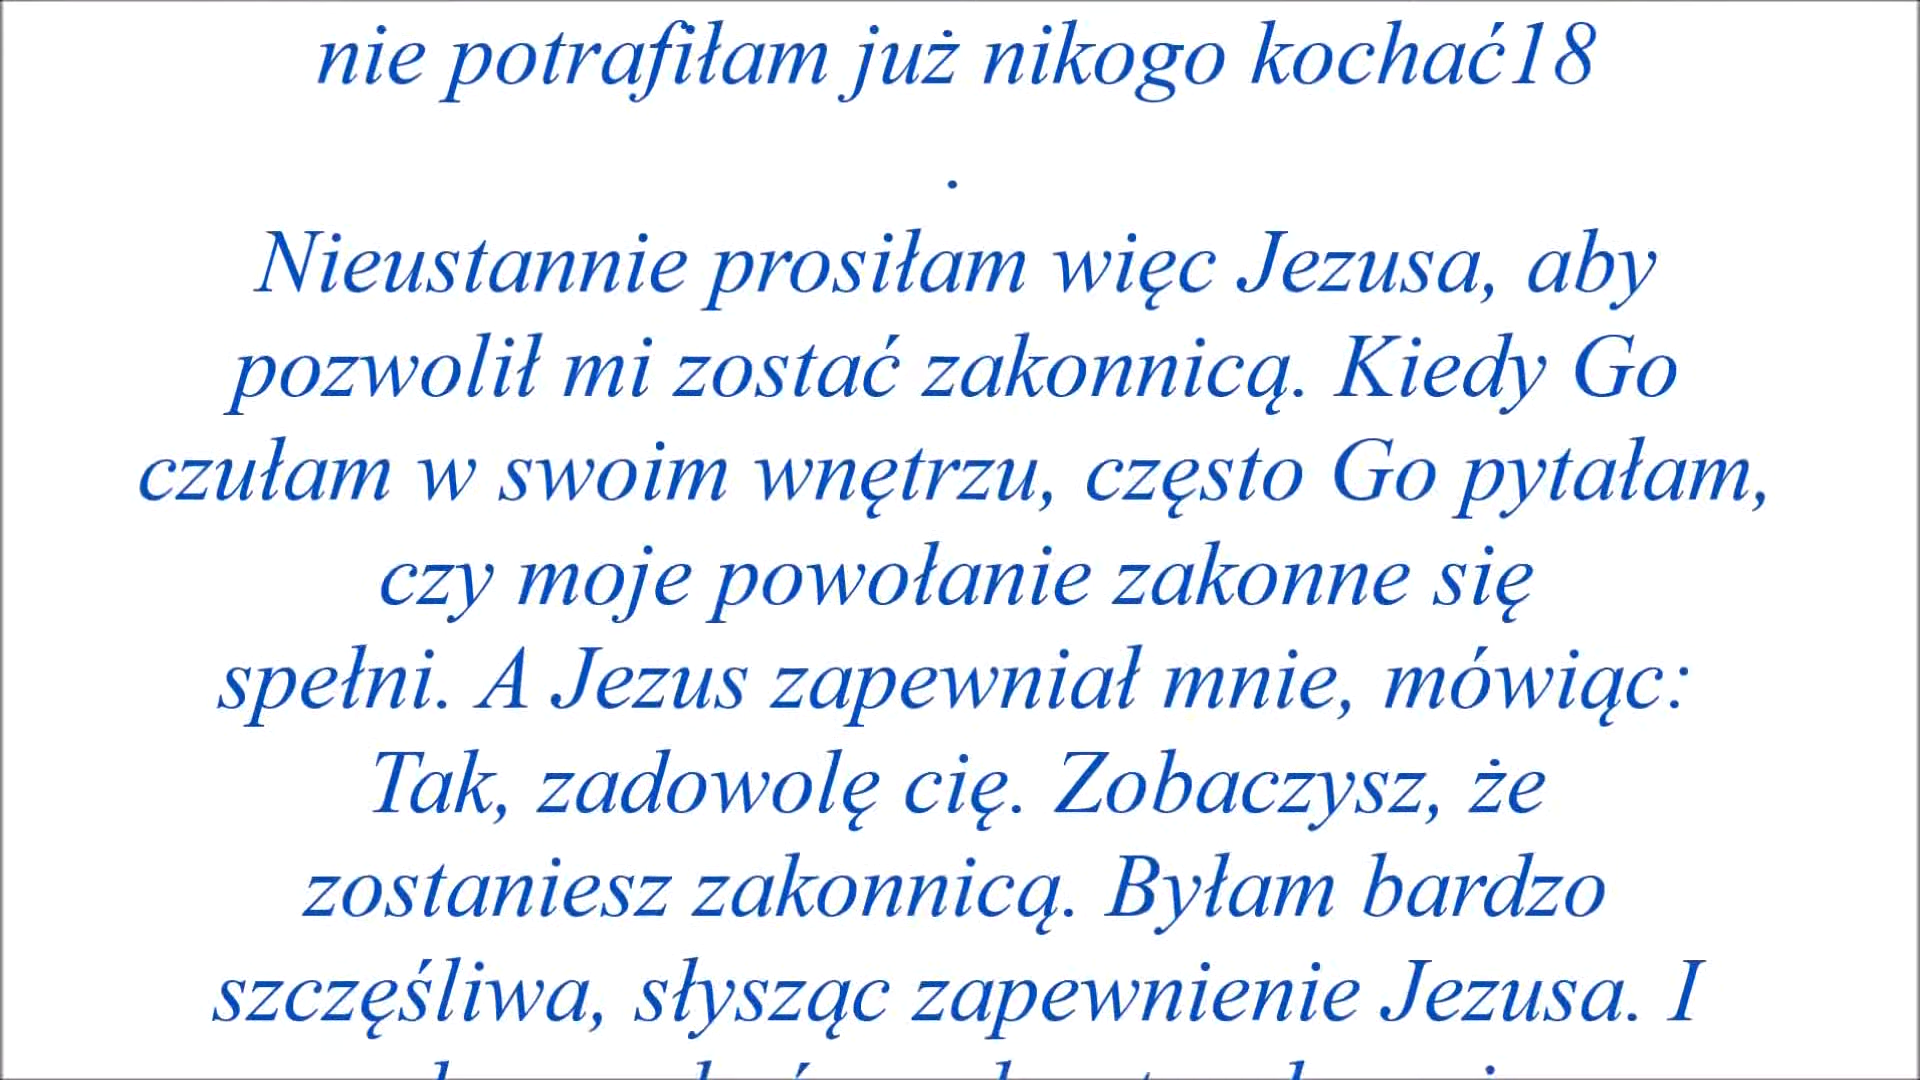 nie potrafiłam już nikogo kochać18
.
Nieustannie prosiłam więc Jezusa, aby
pozwolił mi zostać zakonnicą. Kiedy Go
czułam w swoim wnętrzu, często Go pytałam,
czy moje powołanie zakonne się
spełni. A Jezus zapewniał mnie, mówiąc:
Tak, zadowolę cię. Zobaczysz, że
zostaniesz zakonnicą. Byłam bardzo
szczęśliwa, słysząc zapewnienie Jezusa. I